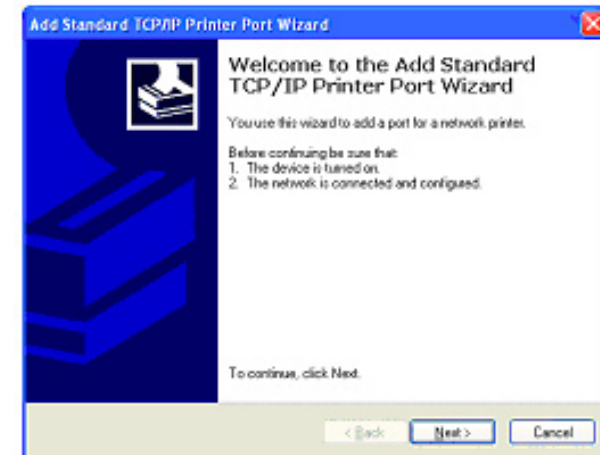 Add Standard TCP/IP Printer Port Wizard
Welcome to the Add Standard
TCP/IP Printer Port Wizard
You use this wizard to add a port for a network printer.
Before continuing be sure that:
1. The device is turned on.
2. The network is connected and configured.
To continue, click Next.
< Back Next > Cancel